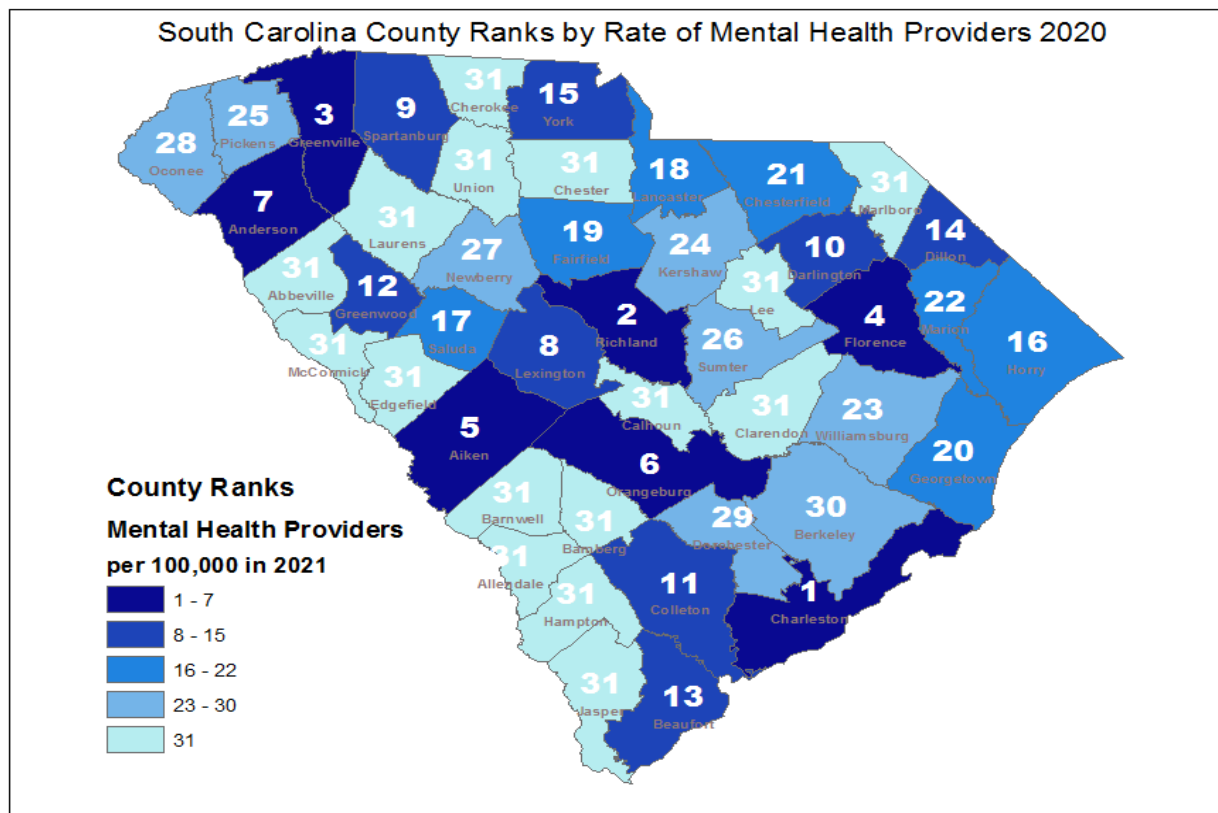 South Carolina County Ranks by Rate of Mental Health Providers 2020
31
Cherokee
15
York
9
Spartanburg
3
Greenville
25
Pickens
28
Oconee
31
Union
31
Chester
18
Lancaster
21
Chesterfield
31
Marlboro
7
Anderson
31
Laurens
27
Newberry
19
Fairfield
24
Kershaw
10
Darlington
14
Dillon
31
Abbeville
12
Greenwood
17
Saluda
8
Lexington
2
Richland
31
Lee
4
Florence
22
Marion
16
Horry
31
McCormick
31
Edgefield
26
Sumter
31
Calhoun
31
Clarendon
23
Williamsburg
5
Aiken
6
Orangeburg
20
Georgetown
31
Barnwell
31
Bamberg
29
Dorchester
30
Berkeley
31
Allendale
31
Hampton
11
Colleton
1
Charleston
31
Jasper
13
Beaufort
County Ranks
Mental Health Providers
per 100,000 in 2021
1 - 7
8 - 15
16 - 22
23 - 30
31